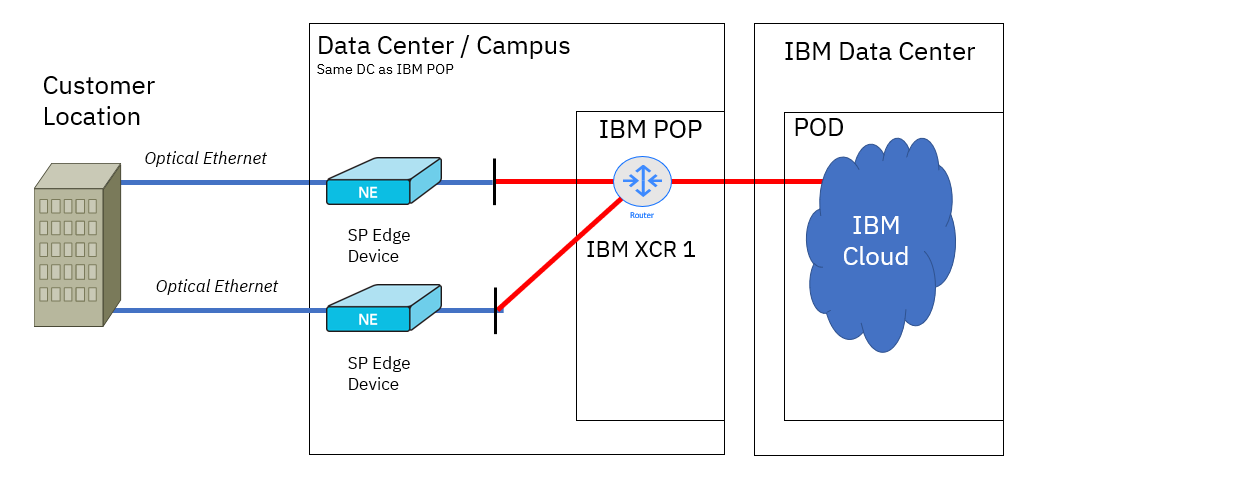 Customer
Location
Optical Ethernet
Optical Ethernet
Data Center / Campus
Same DC as IBM POP
NE
SP Edge
Device
NE
SP Edge
Device
IBM POP
Router
IBM XCR 1
IBM Data Center
POD
IBM
Cloud